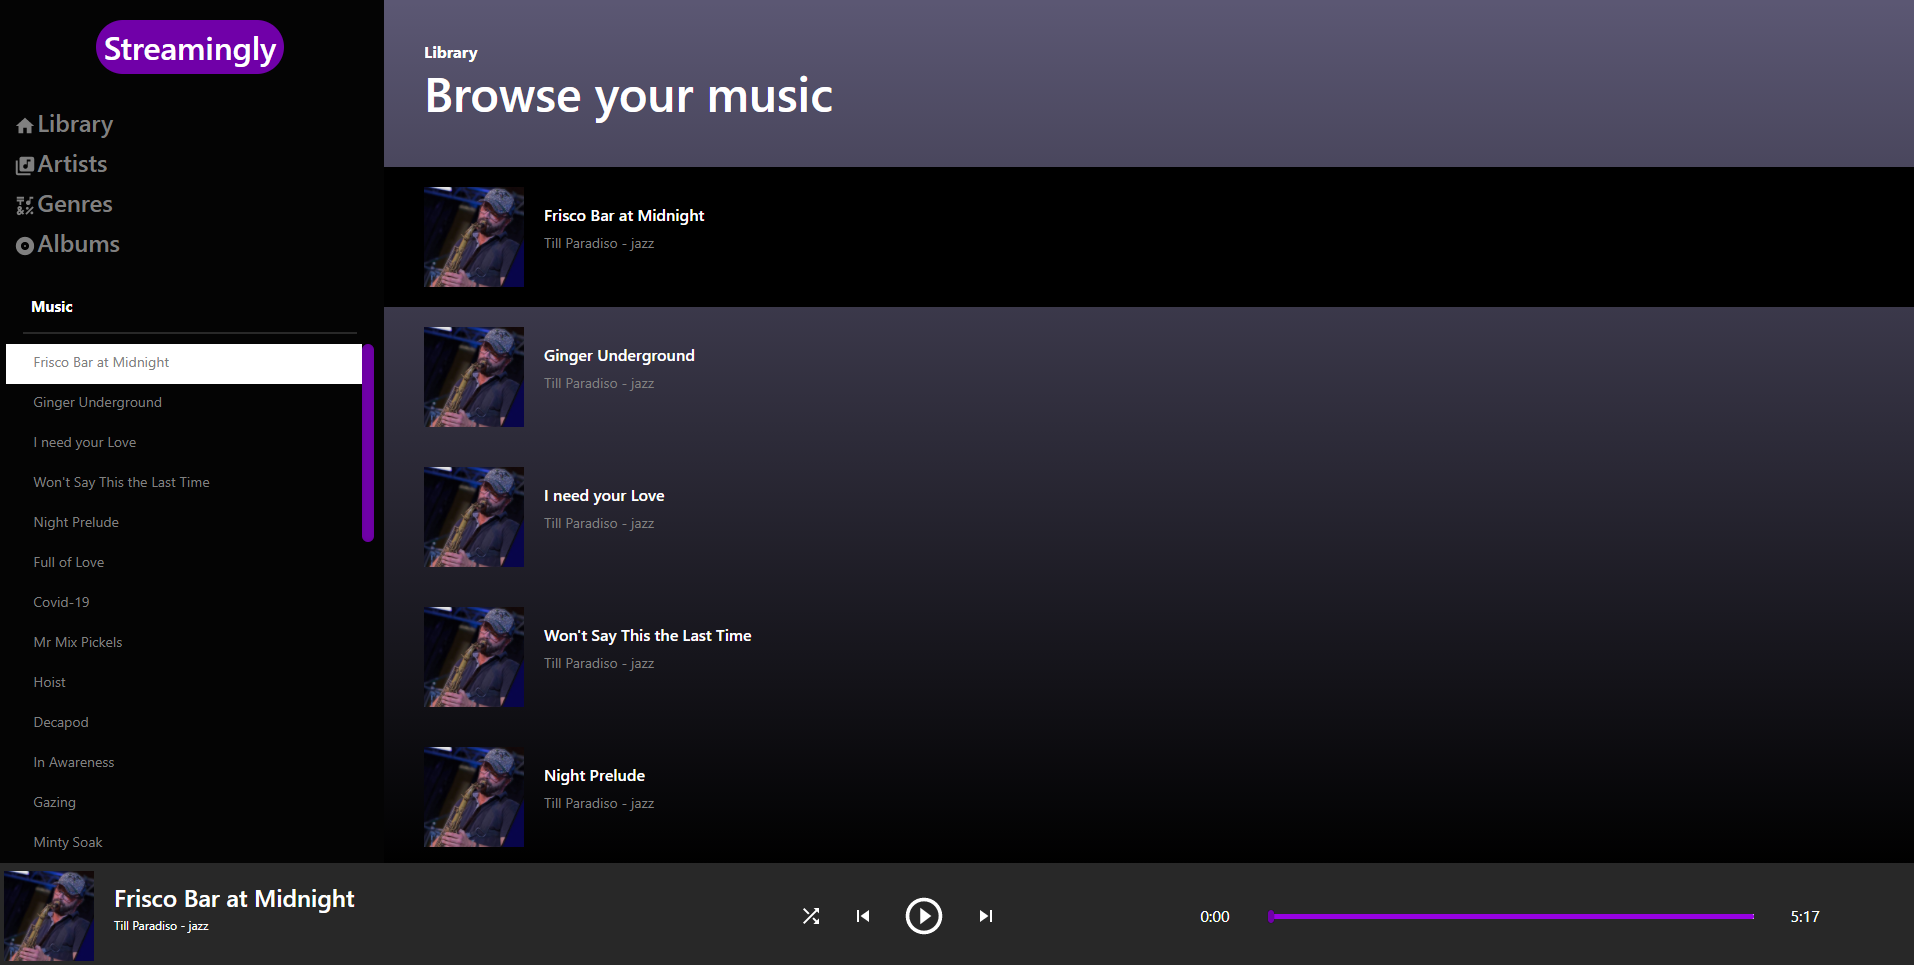 Streamingly
Library
Artists
Genres
Albums
Music
Frisco Bar at Midnight
Ginger Underground
I need your Love
Won't Say This the Last Time
Night Prelude
Full of Love
Covid-19
Mr Mix Pickels
Hoist
Decapod
In Awareness
Gazing
Minty Soak
Library
Browse your music
Frisco Bar at Midnight
Till Paradiso - jazz
Ginger Underground
Till Paradiso - jazz
I need your Love
Till Paradiso - jazz
Won't Say This the Last Time
Till Paradiso - jazz
Night Prelude
Till Paradiso - jazz
Frisco Bar at Midnight
Till Paradiso - jazz
0:00
5:17